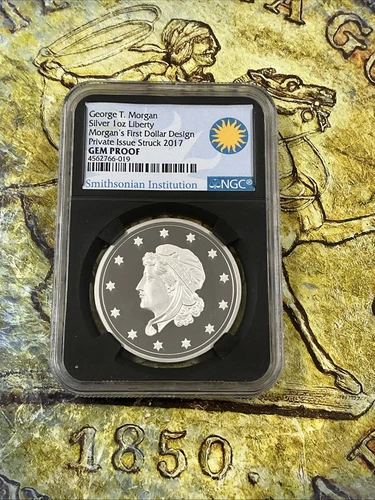 George T. Morgan
Silver 1oz Liberty
Morgan's First Dollar Design
Private Issue Struck 2017
GEM PROOF
4562766-019
Smithsonian Institution
NGC®
1850.